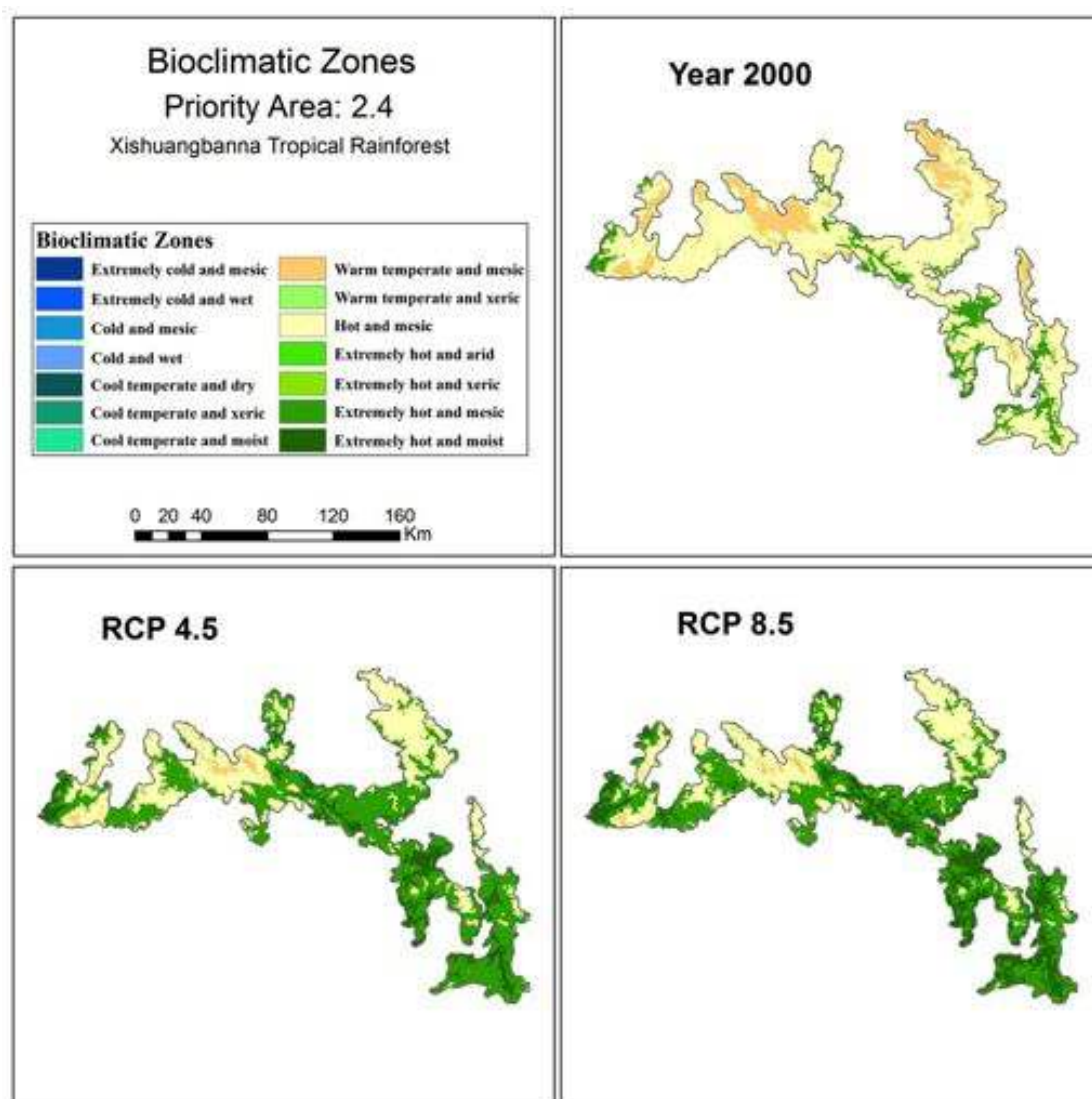 Bioclimatic Zones
Priority Area: 2.4
Xishuangbanna Tropical Rainforest
Bioclimatic Zones
Extremely cold and mesic
Extremely cold and wet
Cold and mesic
Cold and wet
Cool temperate and dry
Cool temperate and xeric
Cool temperate and moist
Warm temperate and mesic
Warm temperate and xeric
Hot and mesic
Extremely hot and arid
Extremely hot and xeric
Extremely hot and mesic
Extremely hot and moist
0 20 40 80 120 160
Km
Year 2000
RCP 4.5
RCP 8.5